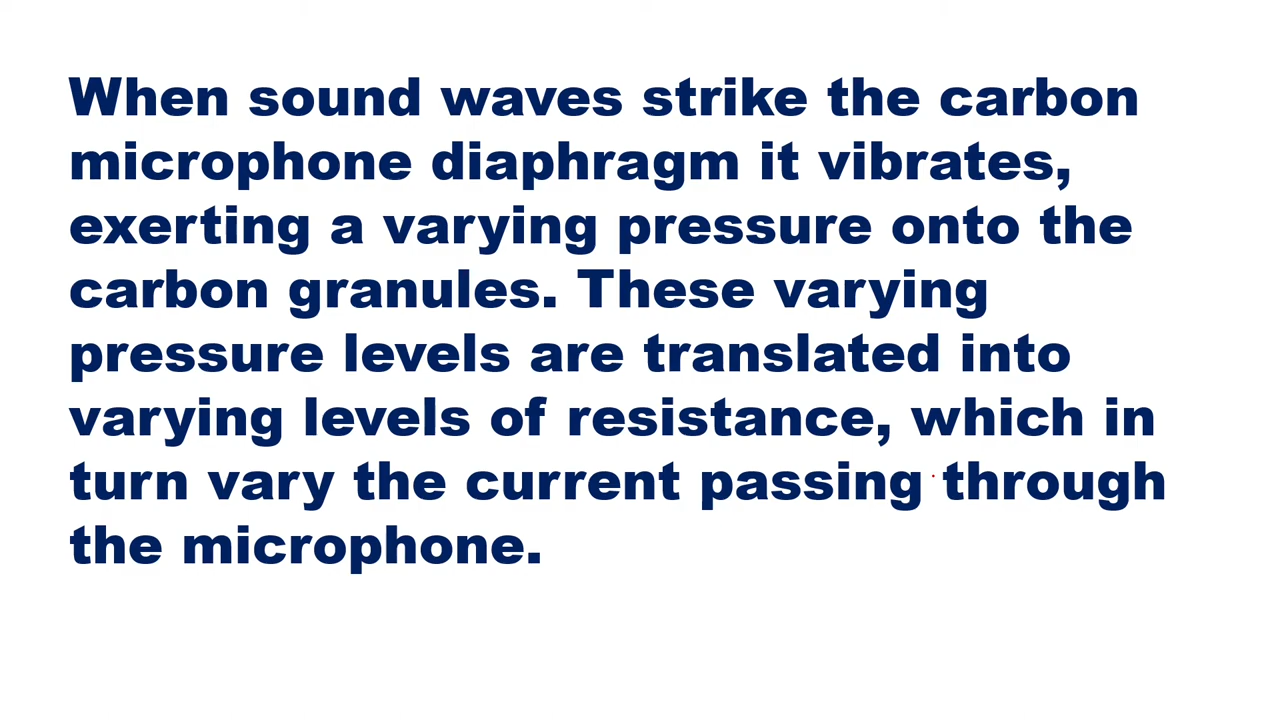 When sound waves strike the carbon
microphone diaphragm it vibrates,
exerting a varying pressure onto the
carbon granules. These varying
pressure levels are translated into
varying levels of resistance, which in
turn vary the current passing through
the microphone.